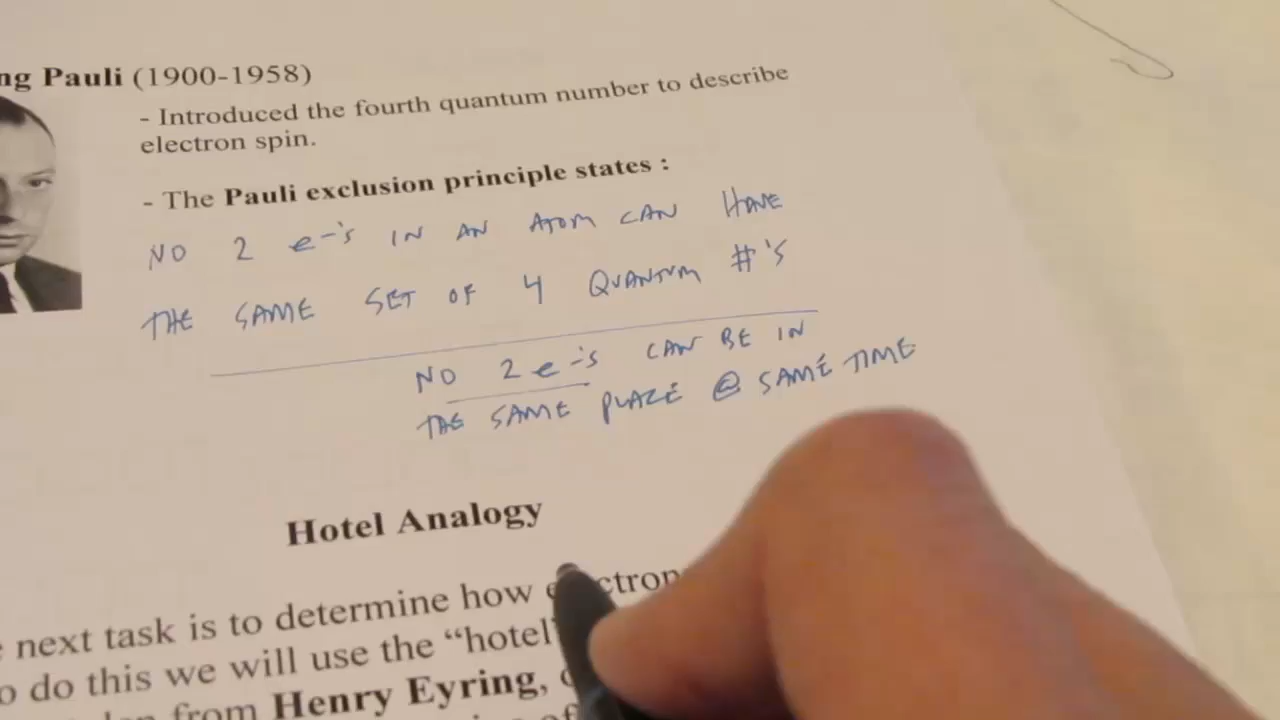 ng Pauli (1900-1958)
- Introduced the fourth quantum number to describe
electron spin.
- The Pauli exclusion principle states :
NO 2 e-'s IN AN ATOM CAN HAVE
THE SAME SET OF 4 QUANTUM #'S
NO 2 e-'s CAN BE IN
THE SAME PLACE @ SAME TIME
Hotel Analogy
next task is to determine how
do this we will use the "hotel
from Henry Eyring,